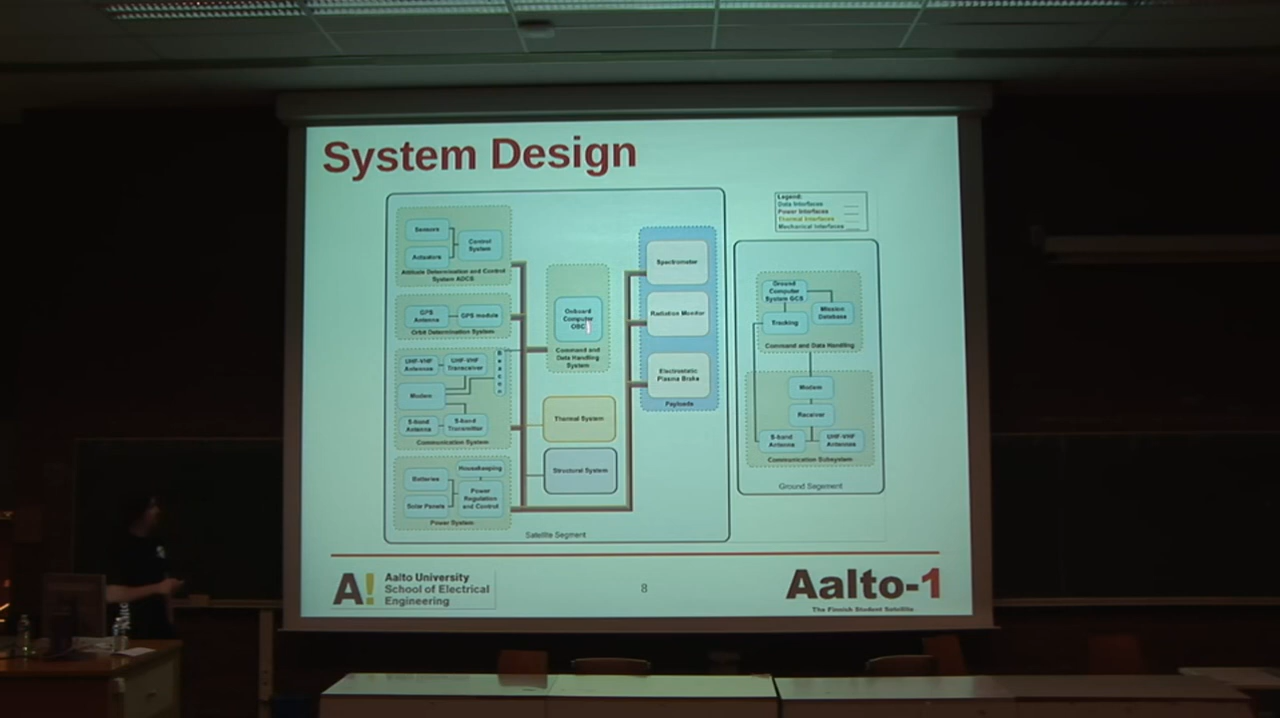 System Design
Legend:
Data Interfaces
Power Interfaces
Thermal Interfaces
Mechanical Interfaces
Sensors
Control
System
Actuators
Attitude Determination and Control
System ADCS
GPS
Antenna
GPS module
Orbit Determination System
UHF-VHF
Antennas
UHF-VHF
Transceiver
Beacon
Modem
S-band
Antenna
S-band
Transmitter
Communication System
Batteries
Housekeeping
Solar Panels
Power
Regulation
and Control
Power System
Onboard
Computer
OBC
Command and
Data Handling
System
Thermal System
Structural System
Spectrometer
Radiation Monitor
Electrostatic
Plasma Brake
Payloads
Satellite Segment
Ground
Computer
System GCS
Mission
Database
Tracking
Command and Data Handling
Modem
Receiver
S-band
Antenna
UHF-VHF
Antennas
Communication Subsystem
Ground Segement
A!
Aalto University
School of Electrical
Engineering
8
Aalto-1
The Finnish Student Satellite